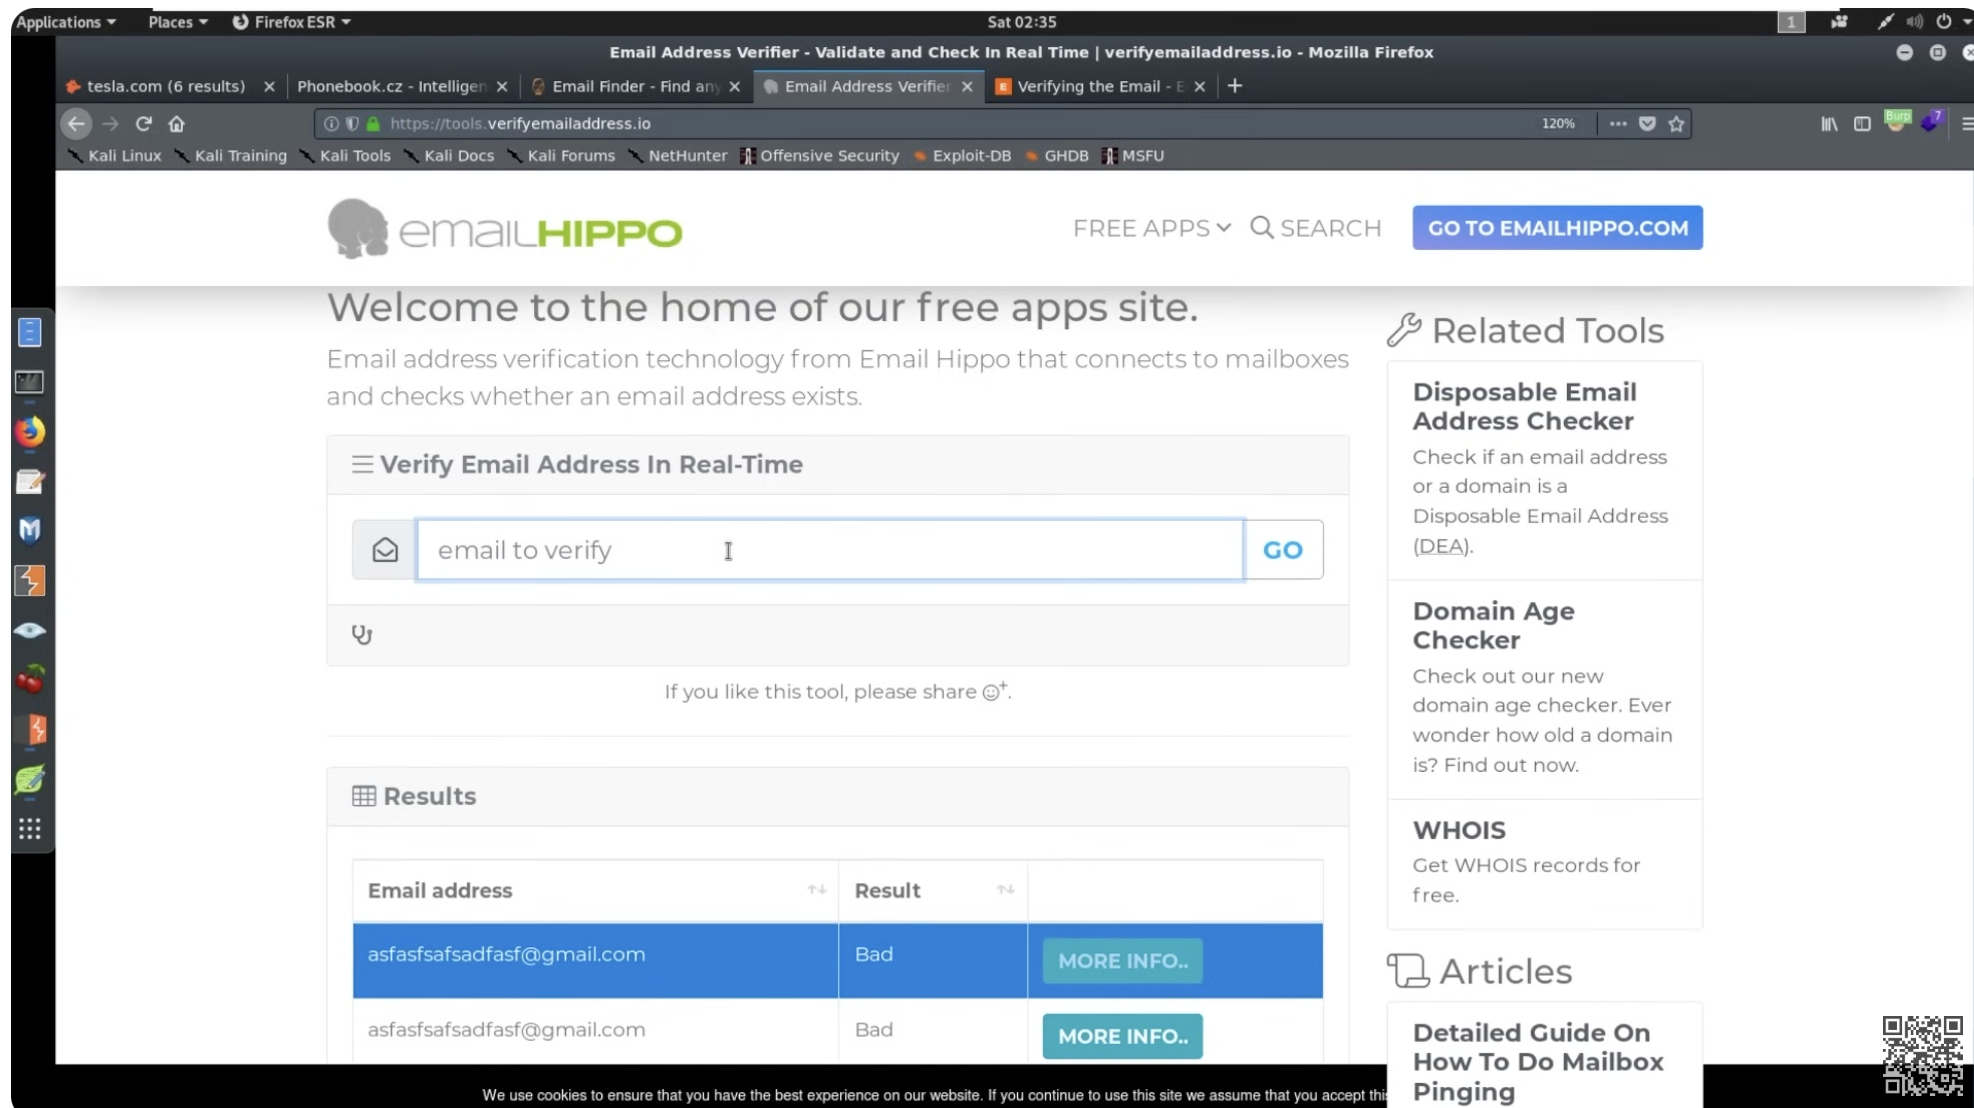 Applications Places Firefox ESR Sat 02:35 1
Email Address Verifier - Validate and Check In Real Time | verifyemailaddress.io - Mozilla Firefox
tesla.com (6 results) Phonebook.cz - Intelligen Email Finder - Find any Email Address Verifier Verifying the Email - E
https://tools.verifyemailaddress.io 120% Burp 7
Kali Linux Kali Training Kali Tools Kali Docs Kali Forums NetHunter Offensive Security Exploit-DB GHDB MSFU
emailHIPPO FREE APPS SEARCH GO TO EMAILHIPPO.COM
Welcome to the home of our free apps site.
Email address verification technology from Email Hippo that connects to mailboxes
and checks whether an email address exists.
Verify Email Address In Real-Time
email to verify GO
If you like this tool, please share
Results
Email address Result
asfasfsafsadfasf@gmail.com Bad MORE INFO..
asfasfsafsadfasf@gmail.com Bad MORE INFO..
Related Tools
Disposable Email
Address Checker
Check if an email address
or a domain is a
Disposable Email Address
(DEA).
Domain Age
Checker
Check out our new
domain age checker. Ever
wonder how old a domain
is? Find out now.
WHOIS
Get WHOIS records for
free.
Articles
Detailed Guide On
How To Do Mailbox
Pinging
We use cookies to ensure that you have the best experience on our website. If you continue to use this site we assume that you accept this